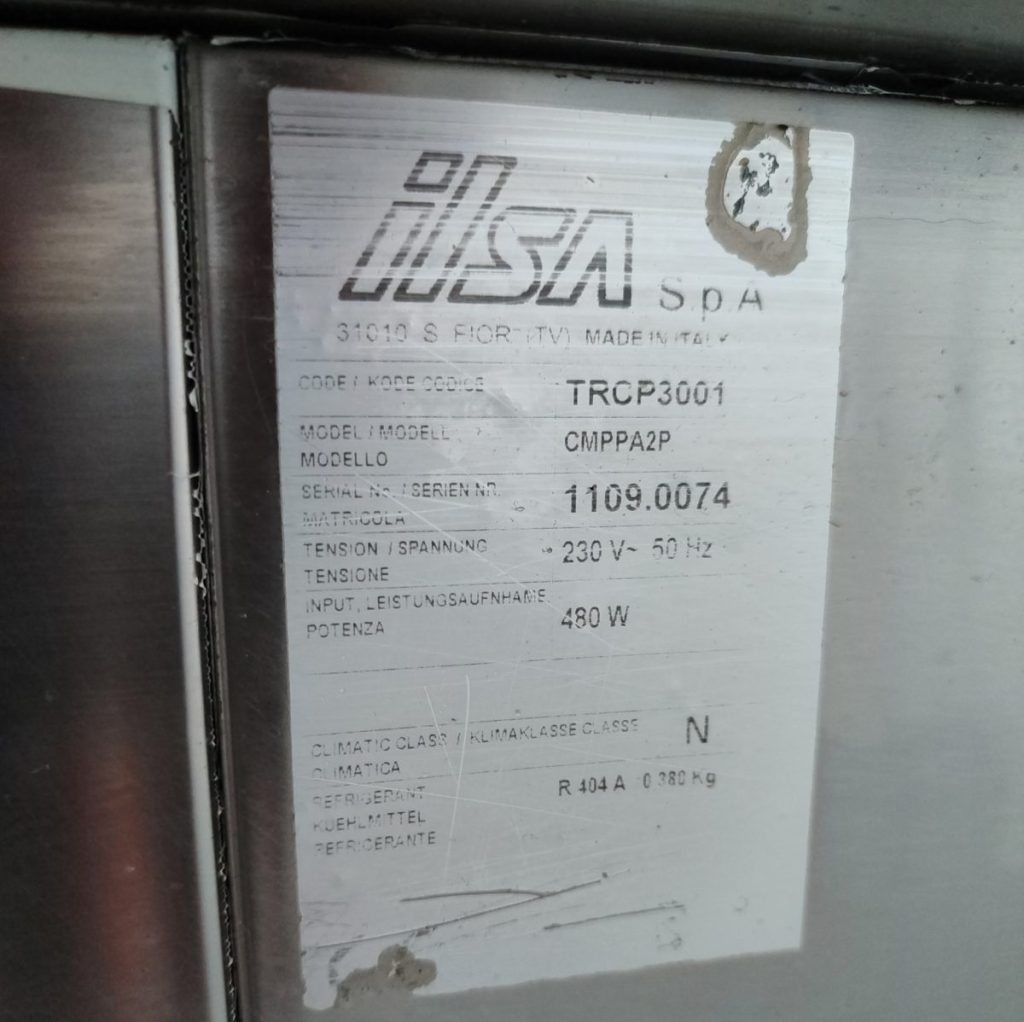 ilsa S.p.A
31010 S FIOR (TV) MADE IN ITALY
CODE / KODE CODICE TRCP3001
MODEL / MODELL CMPPA2P
MODELLO
SERIAL No. / SERIEN NR. 1109.0074
MATRICOLA
TENSION / SPANNUNG 230 V~ 50 Hz
TENSIONE
INPUT, LEISTUNGSAUFNHAME. 480 W
POTENZA
CLIMATIC CLASS / KLIMAKLASSE CLASSE N
CLIMATICA
REFRIGERANT R 404 A 0.380 Kg
KUEHLMITTEL
REFRIGERANTE